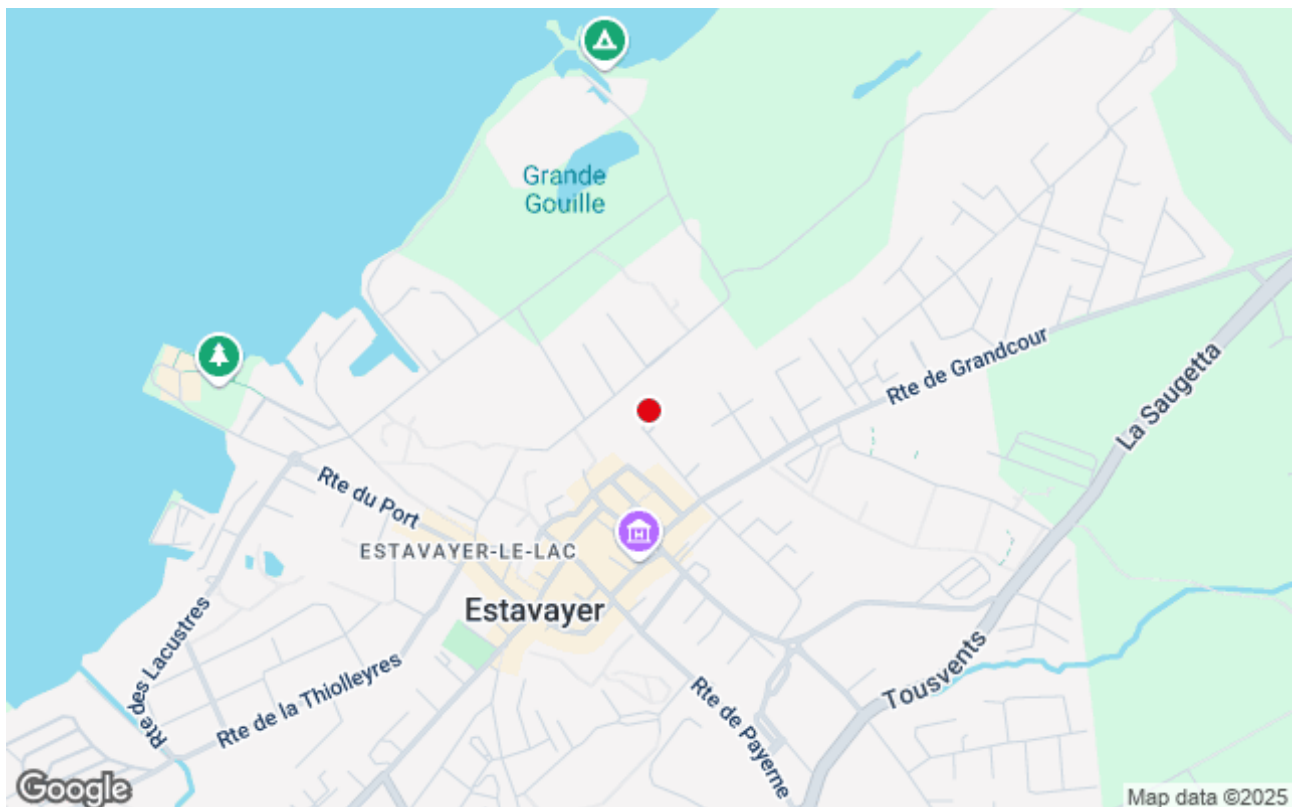 Grande
Gouille
Rte de Grandcour
La Saugetta
Rte du Port
ESTAVAYER-LE-LAC
Estavayer
Rte des Lacustres
Rte de la Thiolleyres
Tousvents
Rte de Payerne
H
Google
Map data ©2025